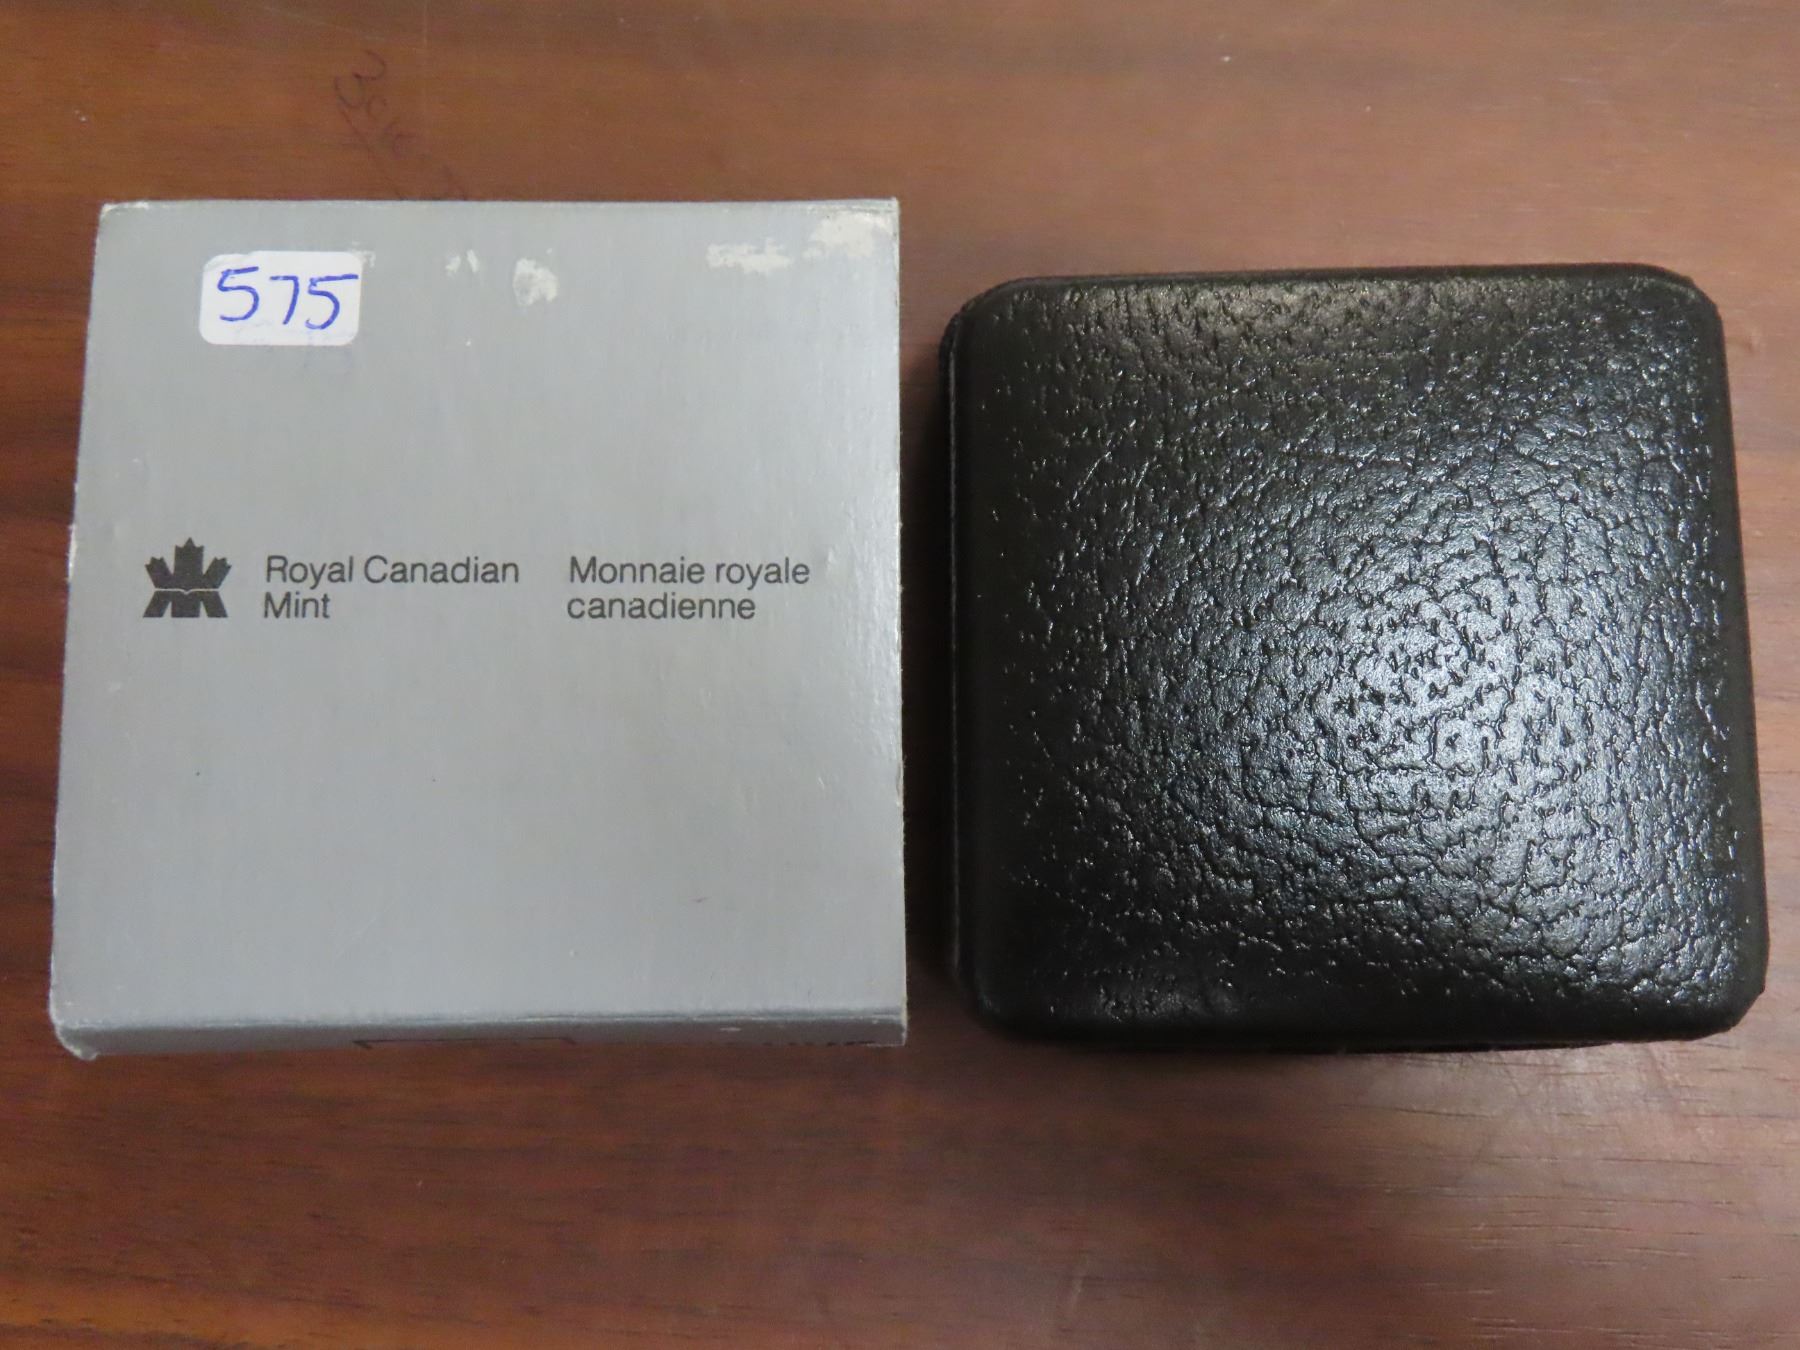 575
Royal Canadian
Mint
Monnaie royale
canadienne